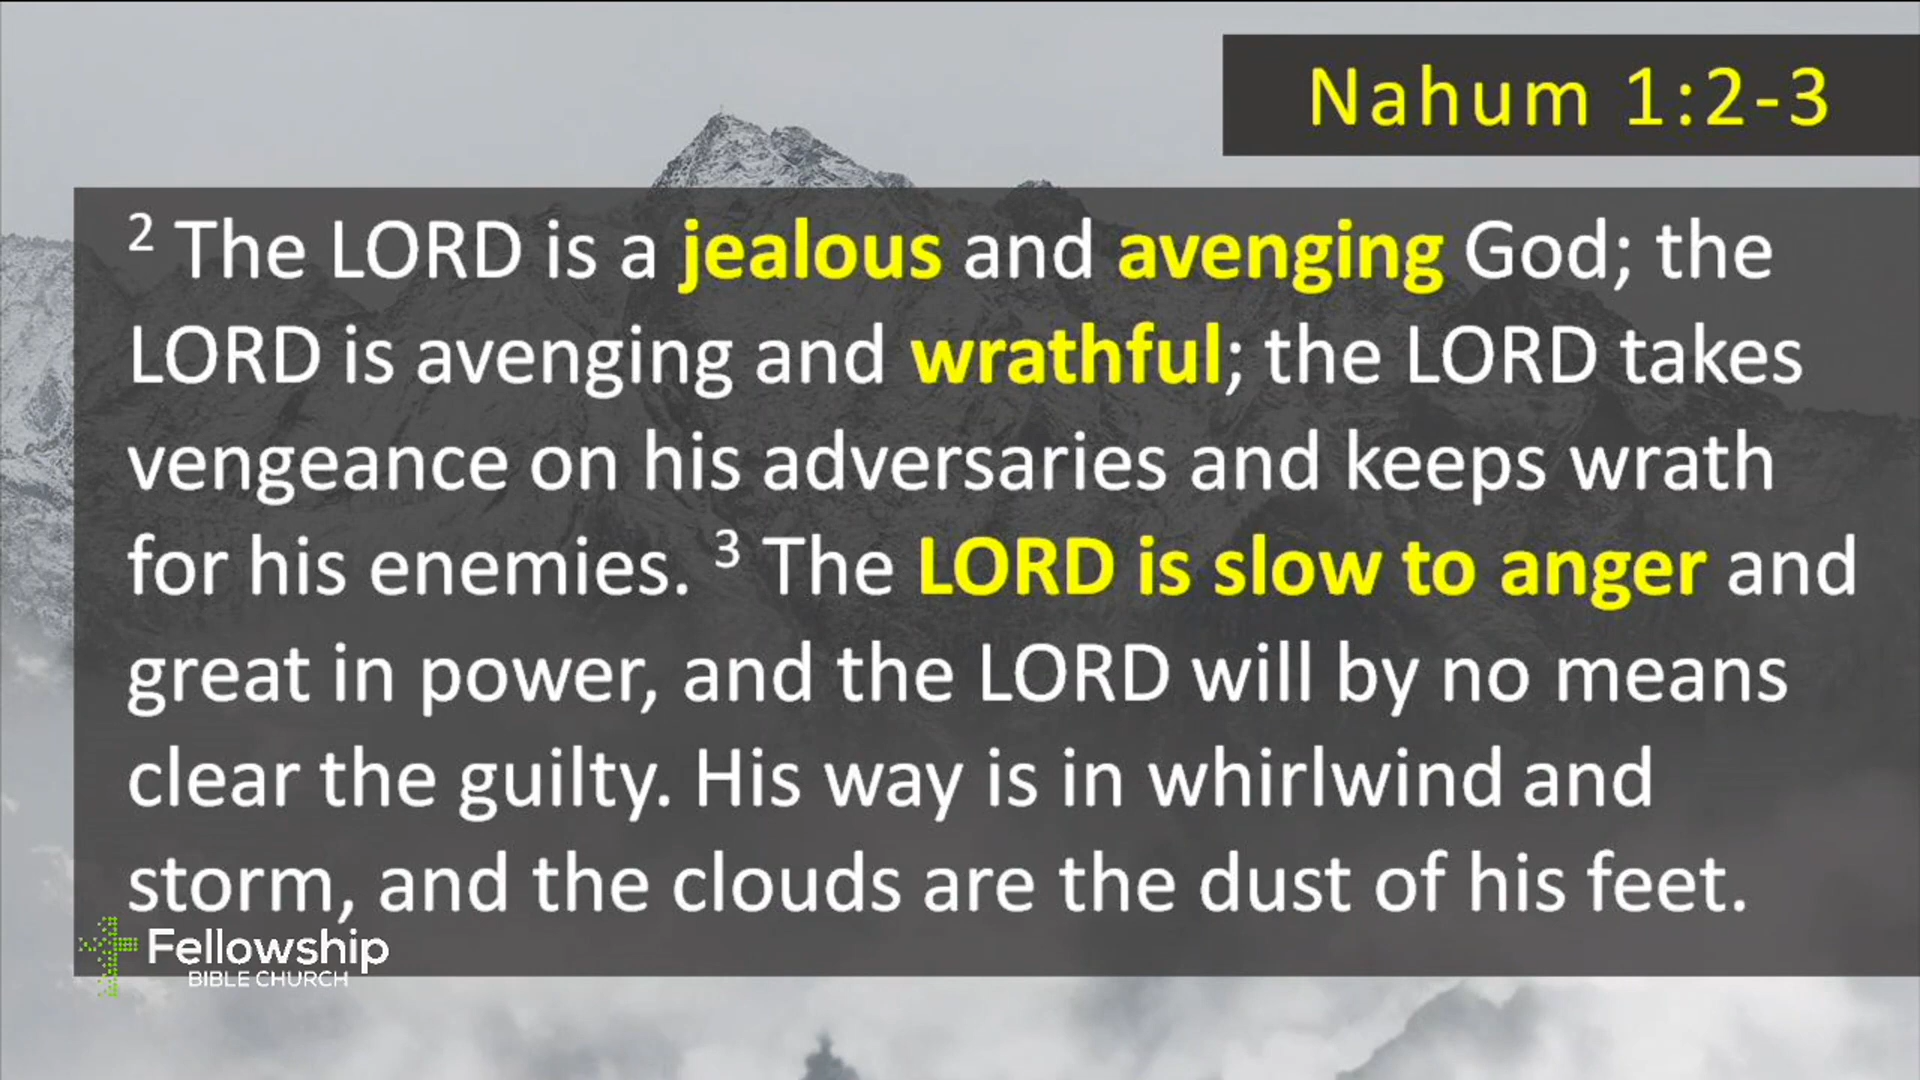 Nahum 1:2-3
2 The LORD is a jealous and avenging God; the
LORD is avenging and wrathful; the LORD takes
vengeance on his adversaries and keeps wrath
for his enemies. 3 The LORD is slow to anger and
great in power, and the LORD will by no means
clear the guilty. His way is in whirlwind and
storm, and the clouds are the dust of his feet.
Fellowship
BIBLE CHURCH